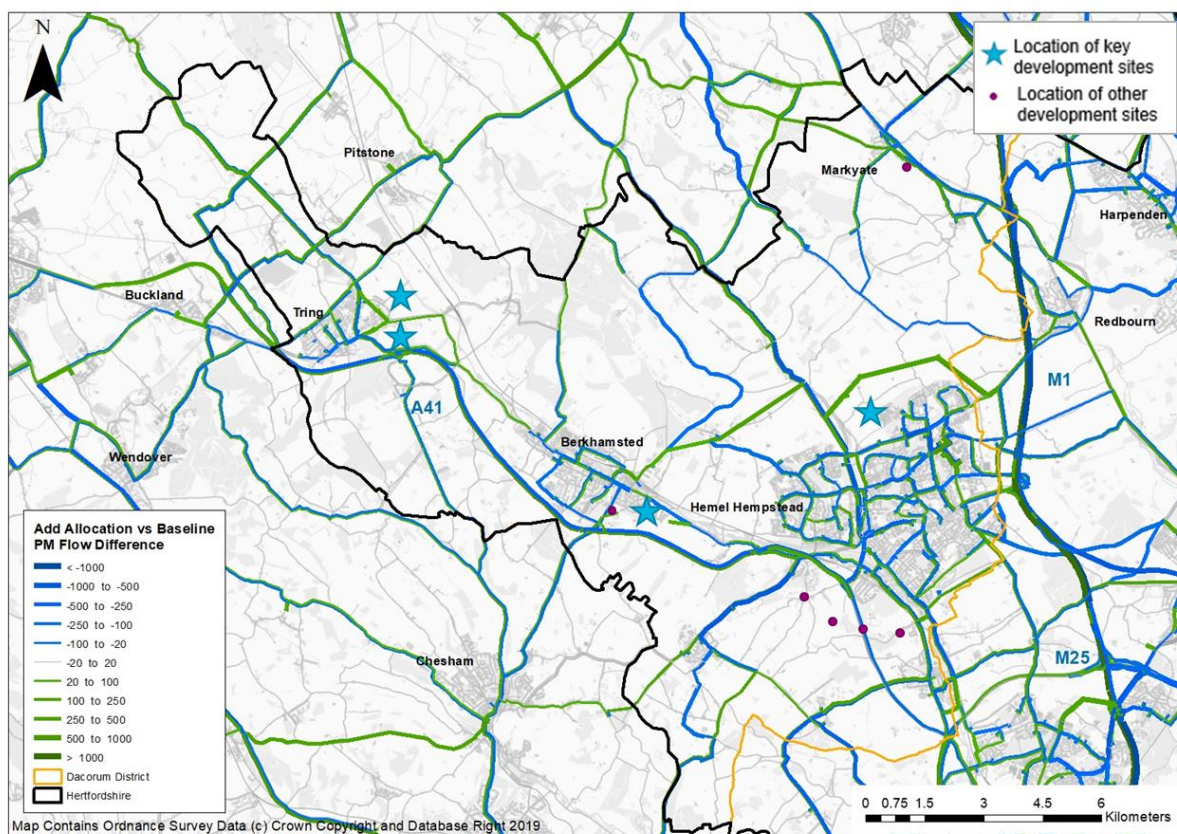 N
Location of key
development sites
Location of other
development sites
Pitstone
Markyate
Harpenden
Buckland
Tring
Redbourn
M1
A41
Berkhamsted
Wendover
Hemel Hempstead
Chesham
M25
Add Allocation vs Baseline
PM Flow Difference
< -1000
-1000 to -500
-500 to -250
-250 to -100
-100 to -20
-20 to 20
20 to 100
100 to 250
250 to 500
500 to 1000
> 1000
Dacorum District
Hertfordshire
0 0.75 1.5 3 4.5 6
Kilometers
Map Contains Ordnance Survey Data (c) Crown Copyright and Database Right 2019